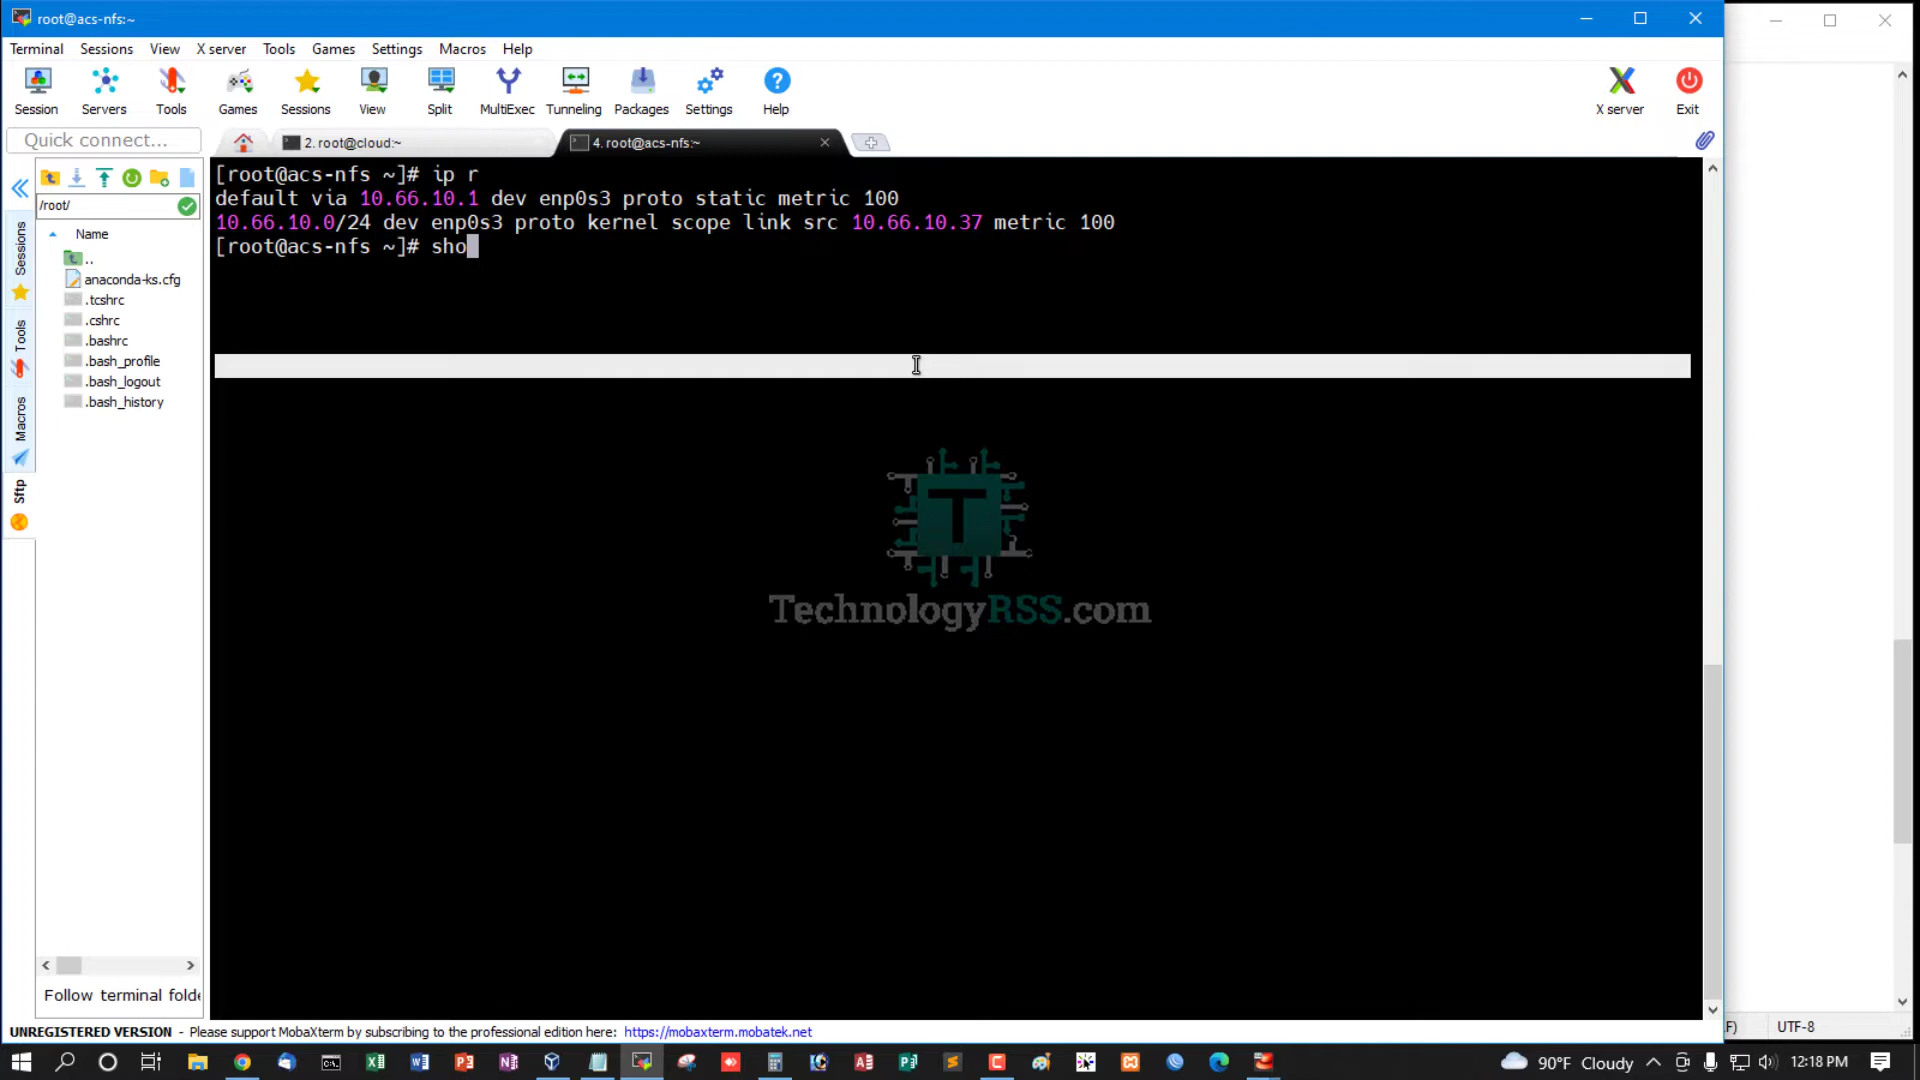 root@acs-nfs:~
Terminal Sessions View X server Tools Games Settings Macros Help
Session Servers Tools Games Sessions View Split MultiExec Tunneling Packages Settings Help X server Exit
Quick connect... 2. root@cloud:~ 4. root@acs-nfs:~
/root/
Name
..
anaconda-ks.cfg
.tcshrc
.cshrc
.bashrc
.bash_profile
.bash_logout
.bash_history
Sessions
Tools
Macros
Sftp
Follow terminal folde
[root@acs-nfs ~]# ip r
default via 10.66.10.1 dev enp0s3 proto static metric 100
10.66.10.0/24 dev enp0s3 proto kernel scope link src 10.66.10.37 metric 100
[root@acs-nfs ~]# sho
T
TechnologyRSS.com
UNREGISTERED VERSION - Please support MobaXterm by subscribing to the professional edition here: https://mobaxterm.mobatek.net
F) UTF-8
90°F Cloudy 12:18 PM